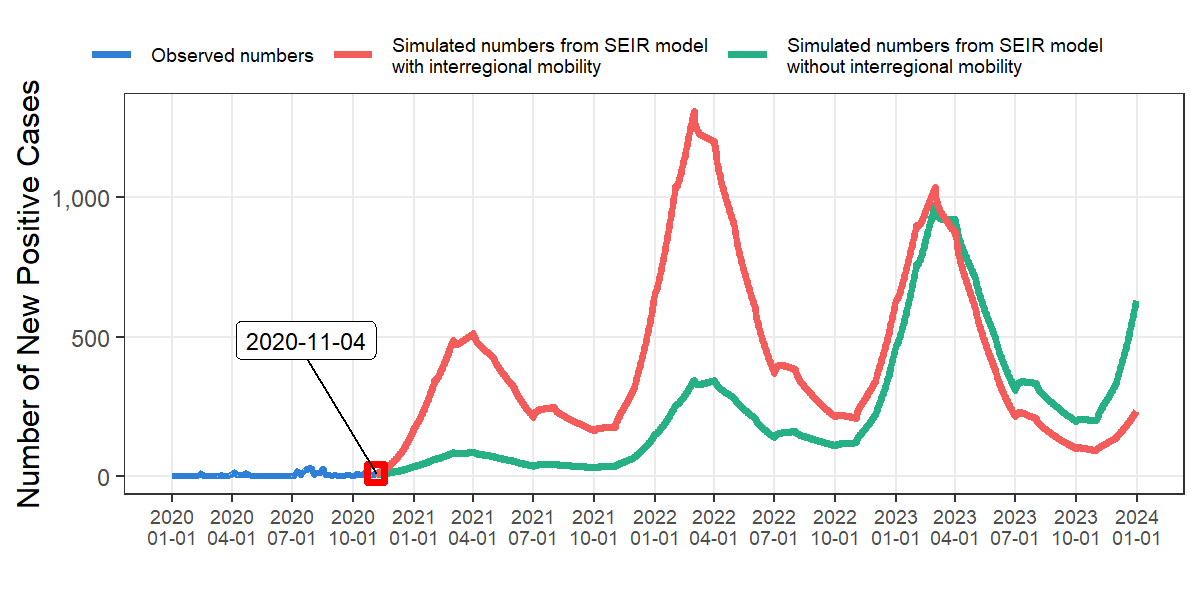 Observed numbers
Simulated numbers from SEIR model
with interregional mobility
Simulated numbers from SEIR model
without interregional mobility
Number of New Positive Cases
1,000
500
0
2020-11-04
2020 2020 2020 2020 2021 2021 2021 2021 2022 2022 2022 2022 2023 2023 2023 2023 2024
01-01 04-01 07-01 10-01 01-01 04-01 07-01 10-01 01-01 04-01 07-01 10-01 01-01 04-01 07-01 10-01 01-01